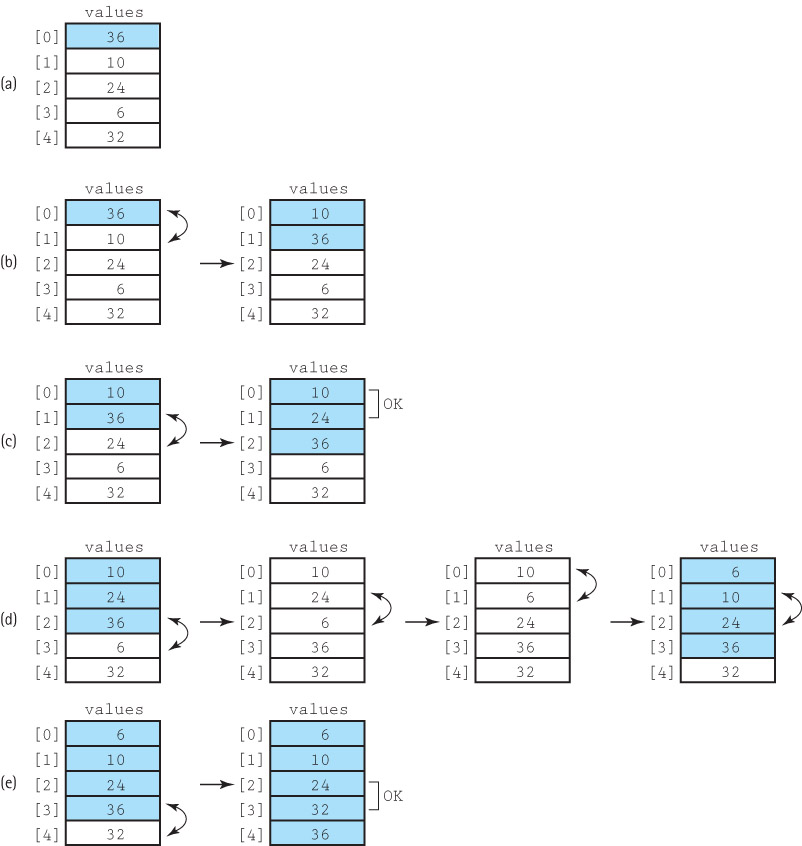 values
[0] 36
[1] 10
(a) [2] 24
[3] 6
[4] 32
values values
[0] 36 [0] 10
[1] 10 [1] 36
(b) [2] 24 [2] 24
[3] 6 [3] 6
[4] 32 [4] 32
values values
[0] 10 [0] 10
[1] 36 [1] 24 OK
(c) [2] 24 [2] 36
[3] 6 [3] 6
[4] 32 [4] 32
values values values values
[0] 10 [0] 10 [0] 10 [0] 6
[1] 24 [1] 24 [1] 6 [1] 10
(d) [2] 36 [2] 6 [2] 24 [2] 24
[3] 6 [3] 36 [3] 36 [3] 36
[4] 32 [4] 32 [4] 32 [4] 32
values values
[0] 6 [0] 6
[1] 10 [1] 10
(e) [2] 24 [2] 24
[3] 36 [3] 32 OK
[4] 32 [4] 36